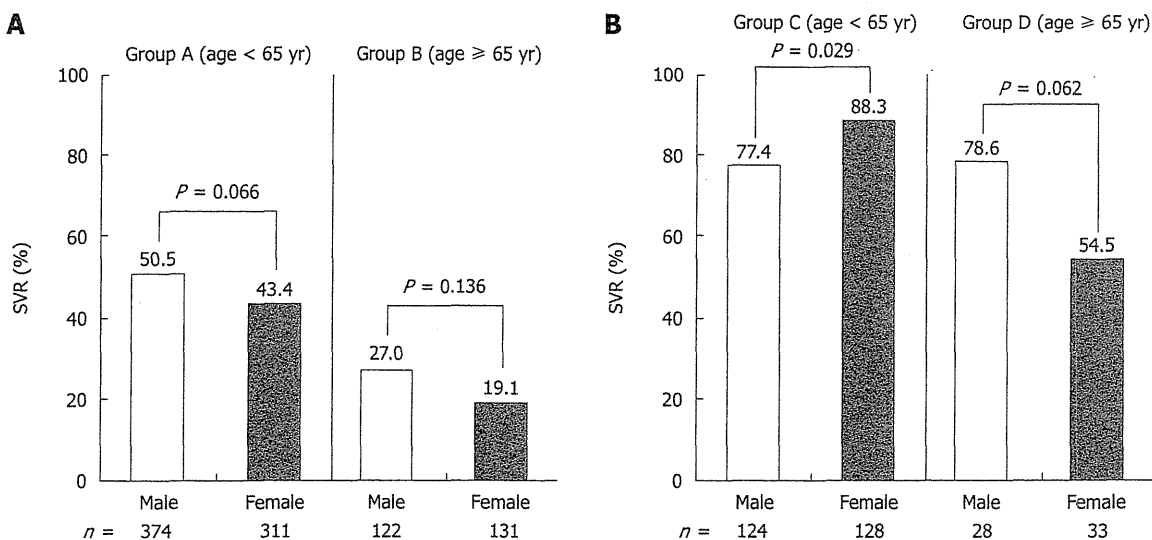 A
Group A (age < 65 yr)
Group B (age ≥ 65 yr)
100
80
60
40
20
0
SVR (%)
P = 0.066
50.5
43.4
P = 0.136
27.0
19.1
Male
Female
Male
Female
n = 374 311 122 131
B
Group C (age < 65 yr)
Group D (age ≥ 65 yr)
100
80
60
40
20
0
SVR (%)
P = 0.029
77.4
88.3
P = 0.062
78.6
54.5
Male
Female
Male
Female
n = 124 128 28 33